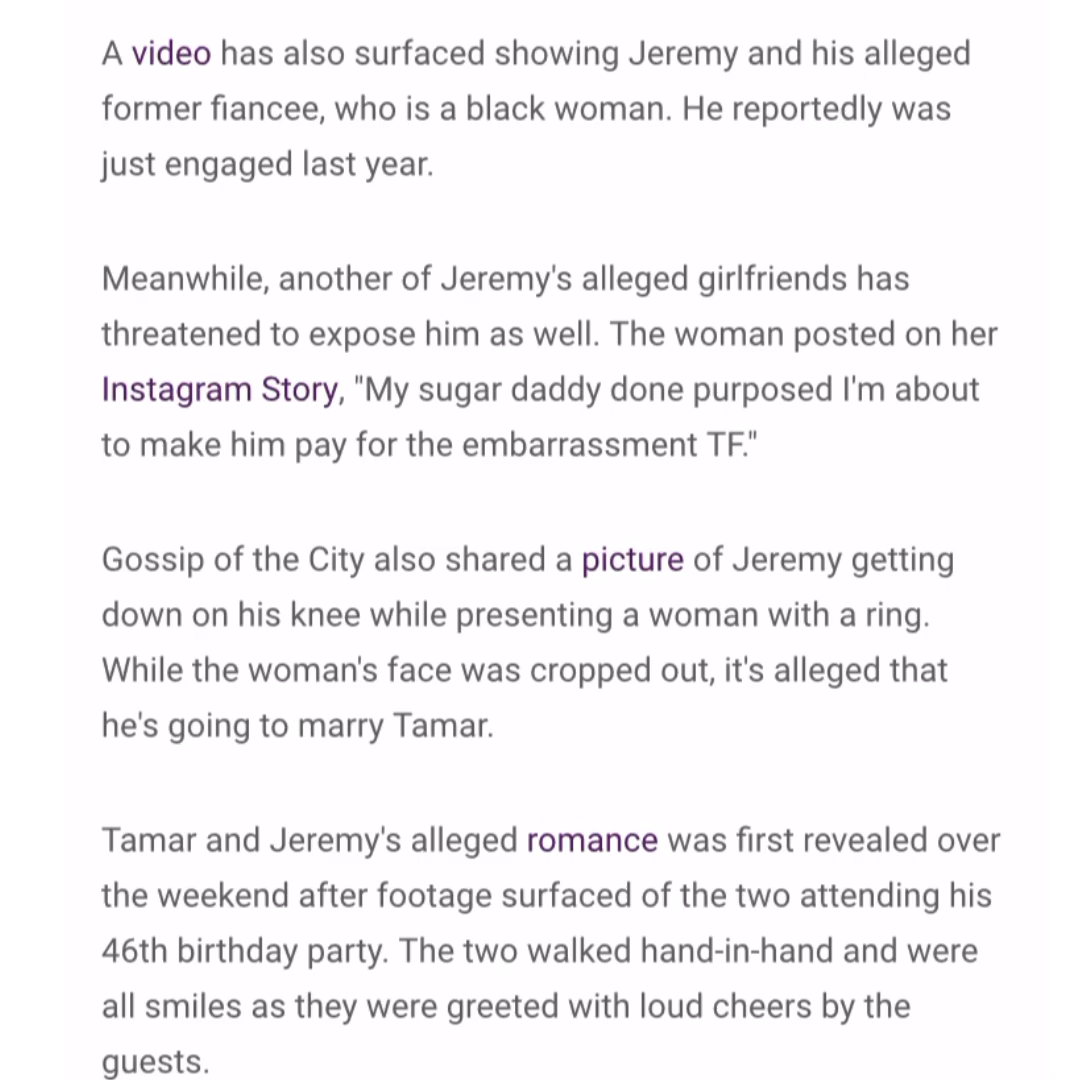 A video has also surfaced showing Jeremy and his alleged
former fiancee, who is a black woman. He reportedly was
just engaged last year.
Meanwhile, another of Jeremy's alleged girlfriends has
threatened to expose him as well. The woman posted on her
Instagram Story, "My sugar daddy done purposed I'm about
to make him pay for the embarrassment TF."
Gossip of the City also shared a picture of Jeremy getting
down on his knee while presenting a woman with a ring.
While the woman's face was cropped out, it's alleged that
he's going to marry Tamar.
Tamar and Jeremy's alleged romance was first revealed over
the weekend after footage surfaced of the two attending his
46th birthday party. The two walked hand-in-hand and were
all smiles as they were greeted with loud cheers by the
guests.